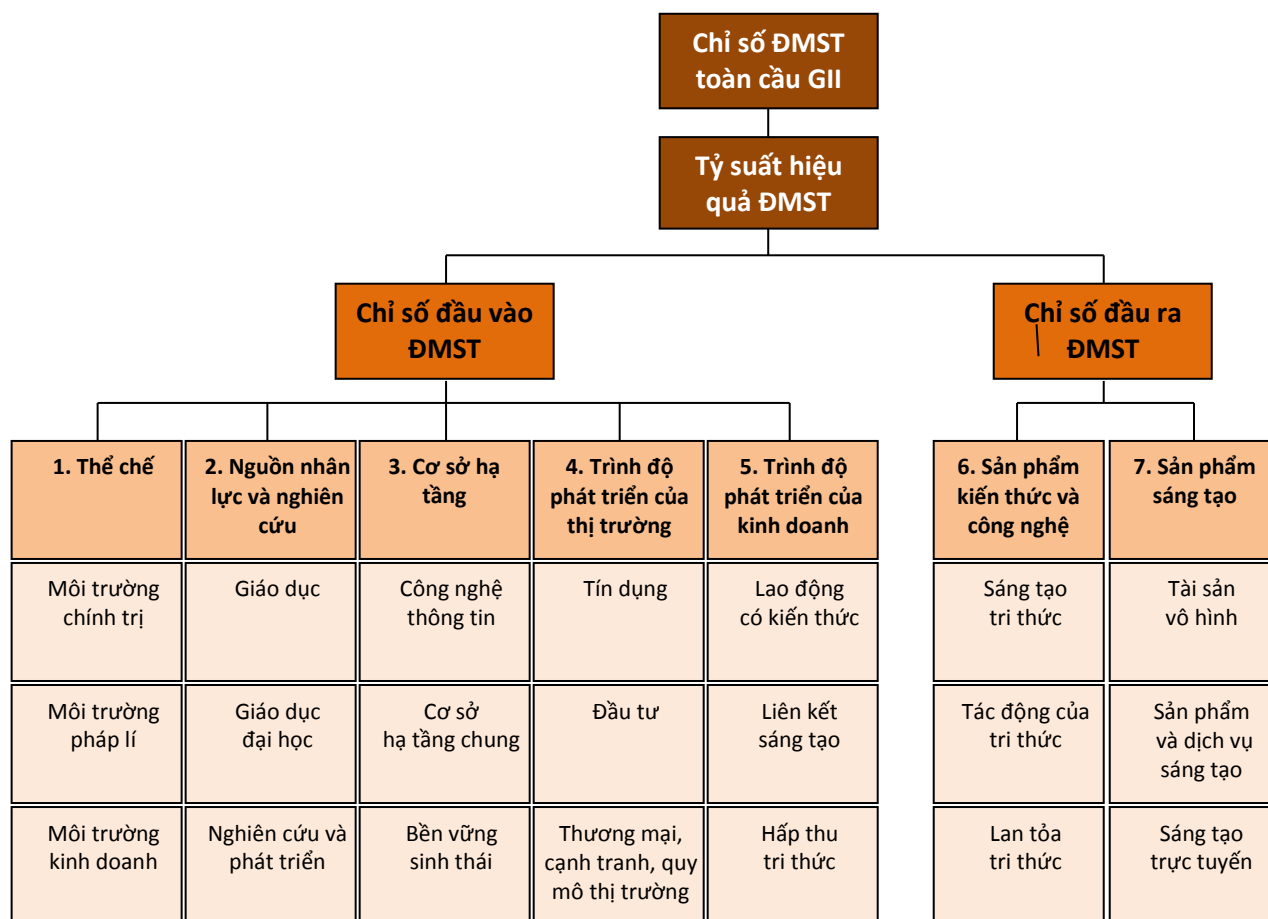 Chỉ số ĐMST
toàn cầu GII
Tỷ suất hiệu
quả ĐMST
Chỉ số đầu vào
ĐMST
Chỉ số đầu ra
ĐMST
1. Thể chế
2. Nguồn nhân
lực và nghiên
cứu
3. Cơ sở hạ
tầng
4. Trình độ
phát triển của
thị trường
5. Trình độ
phát triển của
kinh doanh
6. Sản phẩm
kiến thức và
công nghệ
7. Sản phẩm
sáng tạo
Môi trường
chính trị
Giáo dục
Công nghệ
thông tin
Tín dụng
Lao động
có kiến thức
Sáng tạo
tri thức
Tài sản
vô hình
Môi trường
pháp lí
Giáo dục
đại học
Cơ sở
hạ tầng chung
Đầu tư
Liên kết
sáng tạo
Tác động của
tri thức
Sản phẩm
và dịch vụ
sáng tạo
Môi trường
kinh doanh
Nghiên cứu và
phát triển
Bền vững
sinh thái
Thương mại,
cạnh tranh, quy
mô thị trường
Hấp thu
tri thức
Lan tỏa
tri thức
Sáng tạo
trực tuyến